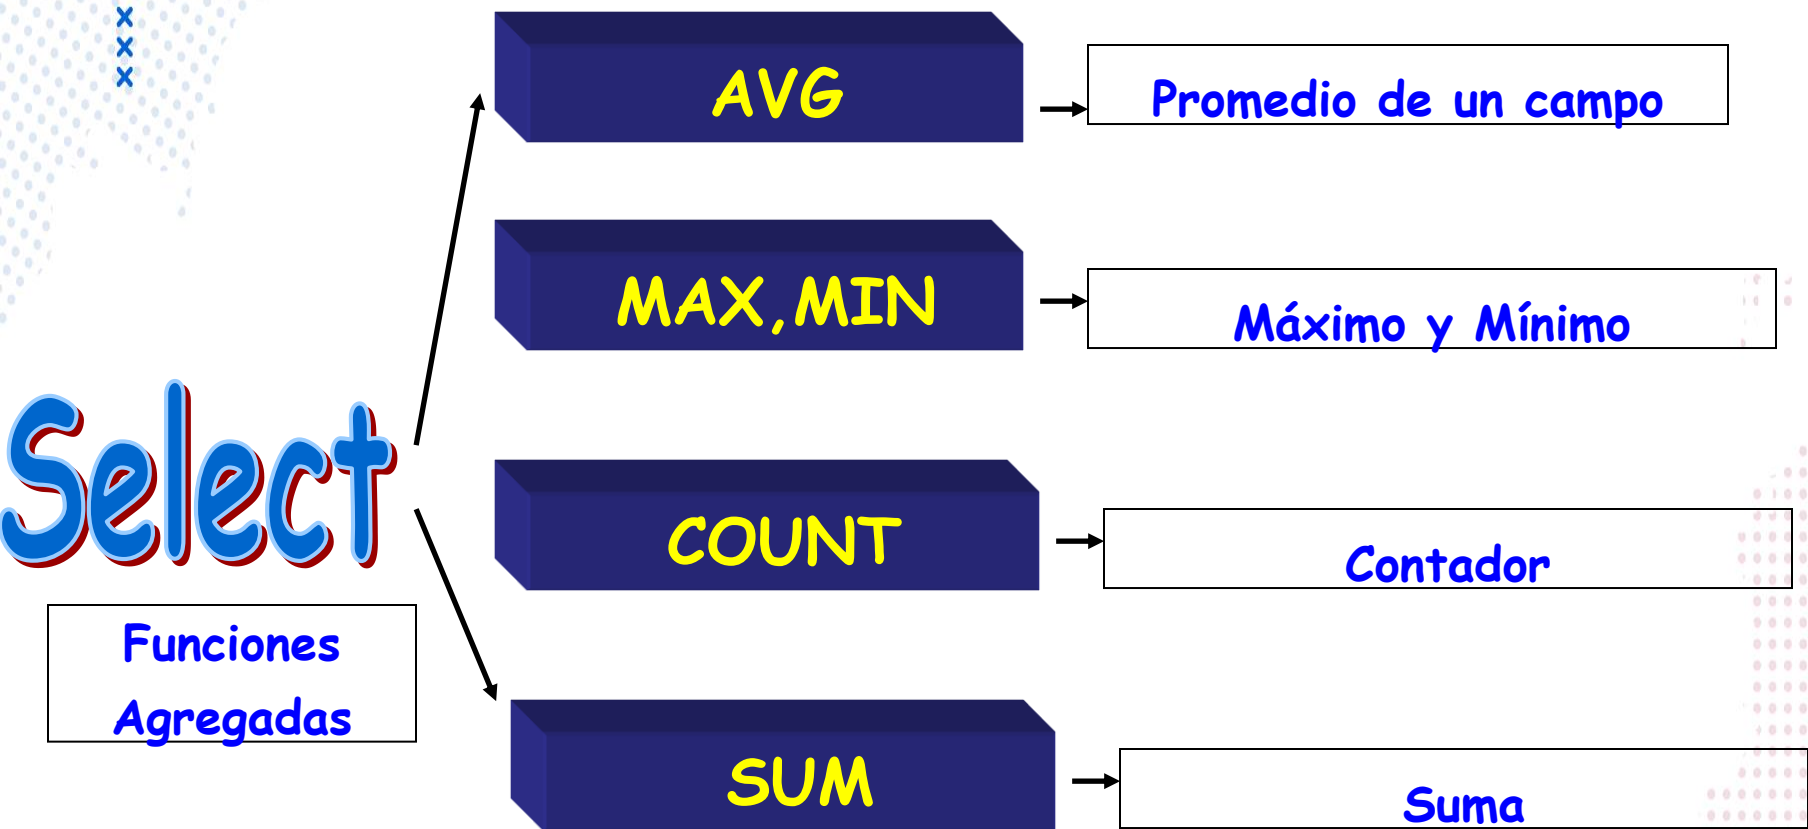 AVG
Promedio de un campo
MAX,MIN
Máximo y Mínimo
Select
COUNT
Contador
Funciones
Agregadas
SUM
Suma